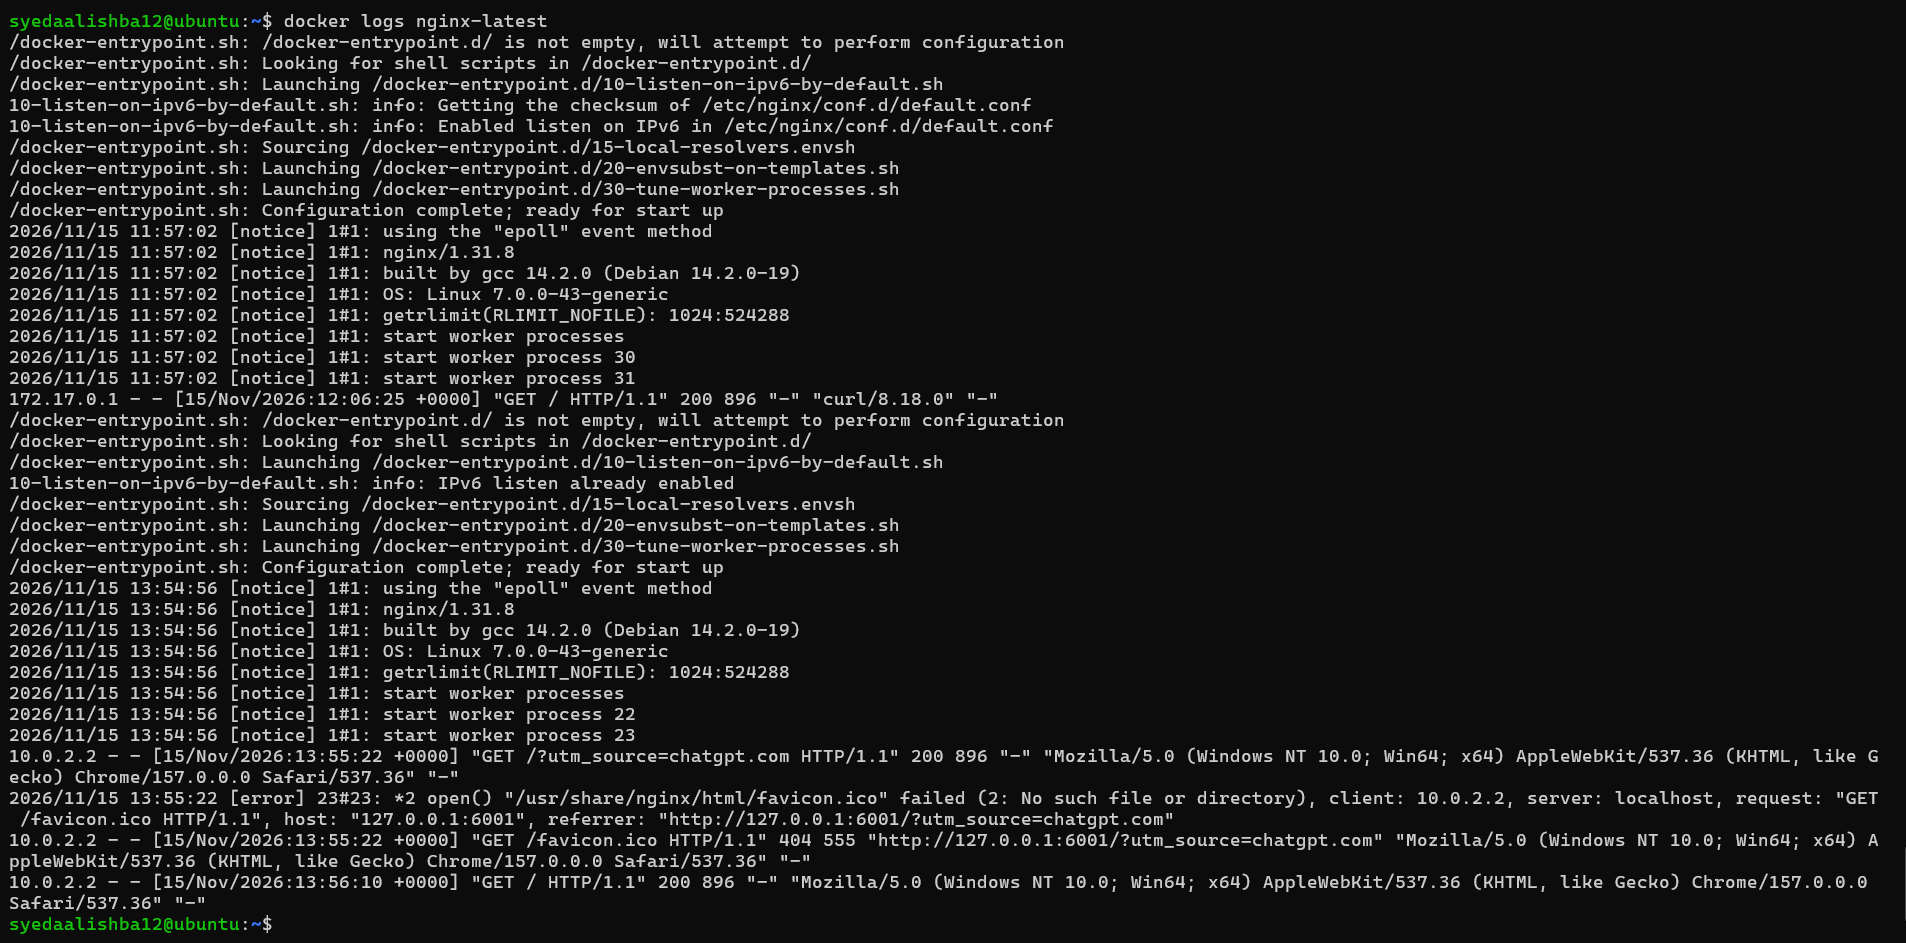 syedaalishba12@ubuntu:~$ docker logs nginx-latest
/docker-entrypoint.sh: /docker-entrypoint.d/ is not empty, will attempt to perform configuration
/docker-entrypoint.sh: Looking for shell scripts in /docker-entrypoint.d/
/docker-entrypoint.sh: Launching /docker-entrypoint.d/10-listen-on-ipv6-by-default.sh
10-listen-on-ipv6-by-default.sh: info: Getting the checksum of /etc/nginx/conf.d/default.conf
10-listen-on-ipv6-by-default.sh: info: Enabled listen on IPv6 in /etc/nginx/conf.d/default.conf
/docker-entrypoint.sh: Sourcing /docker-entrypoint.d/15-local-resolvers.envsh
/docker-entrypoint.sh: Launching /docker-entrypoint.d/20-envsubst-on-templates.sh
/docker-entrypoint.sh: Launching /docker-entrypoint.d/30-tune-worker-processes.sh
/docker-entrypoint.sh: Configuration complete; ready for start up
2026/11/15 11:57:02 [notice] 1#1: using the "epoll" event method
2026/11/15 11:57:02 [notice] 1#1: nginx/1.31.8
2026/11/15 11:57:02 [notice] 1#1: built by gcc 14.2.0 (Debian 14.2.0-19)
2026/11/15 11:57:02 [notice] 1#1: OS: Linux 7.0.0-43-generic
2026/11/15 11:57:02 [notice] 1#1: getrlimit(RLIMIT_NOFILE): 1024:524288
2026/11/15 11:57:02 [notice] 1#1: start worker processes
2026/11/15 11:57:02 [notice] 1#1: start worker process 30
2026/11/15 11:57:02 [notice] 1#1: start worker process 31
172.17.0.1 - - [15/Nov/2026:12:06:25 +0000] "GET / HTTP/1.1" 200 896 "-" "curl/8.18.0" "-"
/docker-entrypoint.sh: /docker-entrypoint.d/ is not empty, will attempt to perform configuration
/docker-entrypoint.sh: Looking for shell scripts in /docker-entrypoint.d/
/docker-entrypoint.sh: Launching /docker-entrypoint.d/10-listen-on-ipv6-by-default.sh
10-listen-on-ipv6-by-default.sh: info: IPv6 listen already enabled
/docker-entrypoint.sh: Sourcing /docker-entrypoint.d/15-local-resolvers.envsh
/docker-entrypoint.sh: Launching /docker-entrypoint.d/20-envsubst-on-templates.sh
/docker-entrypoint.sh: Launching /docker-entrypoint.d/30-tune-worker-processes.sh
/docker-entrypoint.sh: Configuration complete; ready for start up
2026/11/15 13:54:56 [notice] 1#1: using the "epoll" event method
2026/11/15 13:54:56 [notice] 1#1: nginx/1.31.8
2026/11/15 13:54:56 [notice] 1#1: built by gcc 14.2.0 (Debian 14.2.0-19)
2026/11/15 13:54:56 [notice] 1#1: OS: Linux 7.0.0-43-generic
2026/11/15 13:54:56 [notice] 1#1: getrlimit(RLIMIT_NOFILE): 1024:524288
2026/11/15 13:54:56 [notice] 1#1: start worker processes
2026/11/15 13:54:56 [notice] 1#1: start worker process 22
2026/11/15 13:54:56 [notice] 1#1: start worker process 23
10.0.2.2 - - [15/Nov/2026:13:55:22 +0000] "GET /?utm_source=chatgpt.com HTTP/1.1" 200 896 "-" "Mozilla/5.0 (Windows NT 10.0; Win64; x64) AppleWebKit/537.36 (KHTML, like G
ecko) Chrome/157.0.0.0 Safari/537.36" "-"
2026/11/15 13:55:22 [error] 23#23: *2 open() "/usr/share/nginx/html/favicon.ico" failed (2: No such file or directory), client: 10.0.2.2, server: localhost, request: "GET
 /favicon.ico HTTP/1.1", host: "127.0.0.1:6001", referrer: "http://127.0.0.1:6001/?utm_source=chatgpt.com"
10.0.2.2 - - [15/Nov/2026:13:55:22 +0000] "GET /favicon.ico HTTP/1.1" 404 555 "http://127.0.0.1:6001/?utm_source=chatgpt.com" "Mozilla/5.0 (Windows NT 10.0; Win64; x64) A
ppleWebKit/537.36 (KHTML, like Gecko) Chrome/157.0.0.0 Safari/537.36" "-"
10.0.2.2 - - [15/Nov/2026:13:56:10 +0000] "GET / HTTP/1.1" 200 896 "-" "Mozilla/5.0 (Windows NT 10.0; Win64; x64) AppleWebKit/537.36 (KHTML, like Gecko) Chrome/157.0.0.0
Safari/537.36" "-"
syedaalishba12@ubuntu:~$